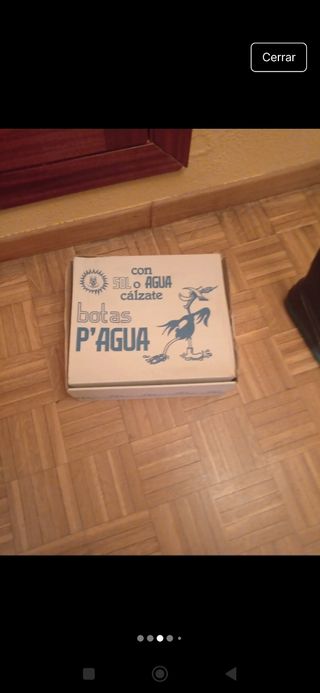 Cerrar
con
SOL o AGUA
cálzate
botas
P'AGUA